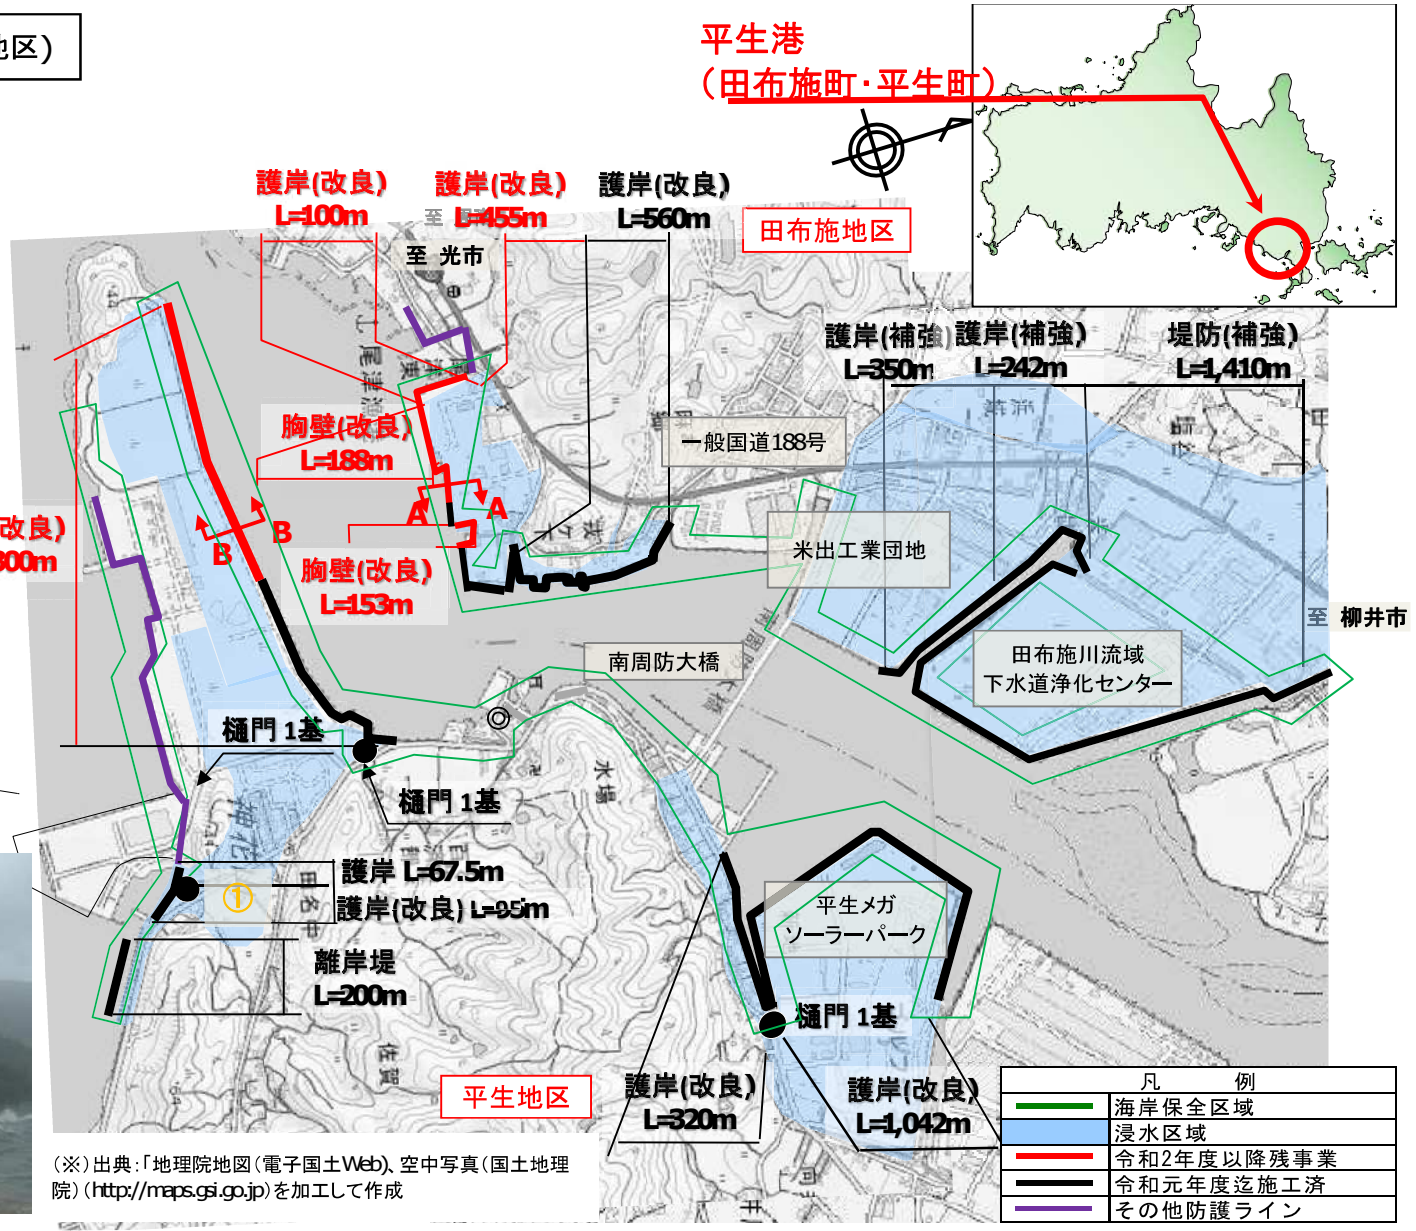 地区)
平生港
（田布施町・平生町）
護岸(改良)
L=100m
護岸(改良)
L=455m
護岸(改良)
L=560m
田布施地区
至 光市
護岸(補強)
L=350m
護岸(補強)
L=242m
堤防(補強)
L=1,410m
胸壁(改良)
L=188m
一般国道188号
A
A
B
B
改良)
300m
胸壁(改良)
L=153m
米出工業団地
至 柳井市
南周防大橋
田布施川流域
下水道浄化センター
樋門 1基
樋門 1基
水場
神花
田名中
護岸 L=67.5m
①
護岸(改良) L=95m
平生メガ
ソーラーパーク
離岸堤
L=200m
樋門 1基
佐賀
平生地区
護岸(改良)
L=320m
護岸(改良)
L=1,042m
凡 例
海岸保全区域
浸水区域
令和2年度以降残事業
令和元年度迄施工済
その他防護ライン
(※)出典：「地理院地図（電子国土Web)、空中写真（国土地理
院）（http://maps.gsi.go.jp）を加工して作成